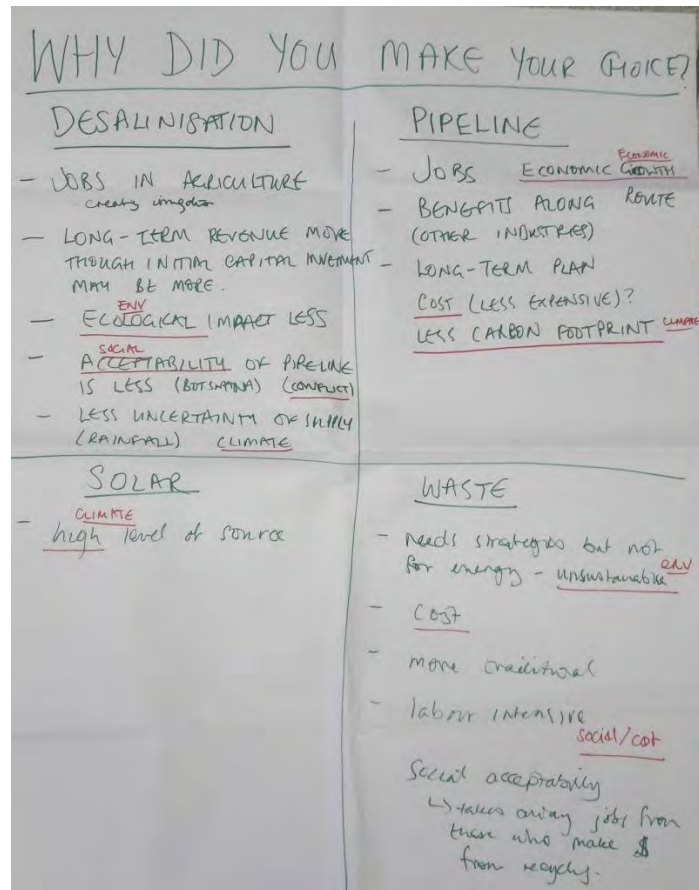 WHY DID YOU MAKE YOUR CHOICE?
DESALINISATION
- JOBS IN AGRICULTURE
creating
- LONG-TERM REVENUE MORE
THOUGH INITIAL CAPITAL INVESTMENT
MAY BE MORE.
ENV
- ECOLOGICAL IMPACT LESS
SOCIAL
- ACCEPTABILITY OF PIPELINE
IS LESS (BOTSWANA) (CONFLICT)
- LESS UNCERTAINTY OF SUPPLY
(RAINFALL) CLIMATE
PIPELINE
ECONOMIC
- JOBS ECONOMIC GROWTH
- BENEFITS ALONG ROUTE
(OTHER INDUSTRIES)
- LONG-TERM PLAN
COST (LESS EXPENSIVE)?
LESS CARBON FOOTPRINT CLIMATE
SOLAR
CLIMATE
- high level of source
WASTE
- needs strategies but not
env
for energy - unsustainable
- COST
- more traditional
- labour intensive
social/cost
Social acceptability
↳ takes away jobs from
those who make $
from recycling.